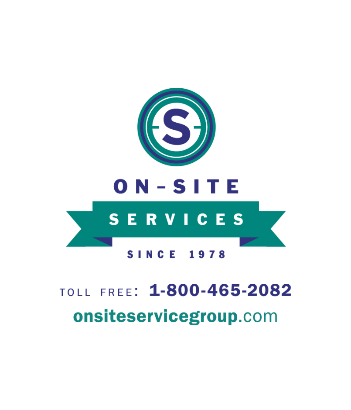 S
ON-SITE
SERVICES
SINCE 1978
TOLL FREE: 1-800-465-2082
onsiteservicegroup.com